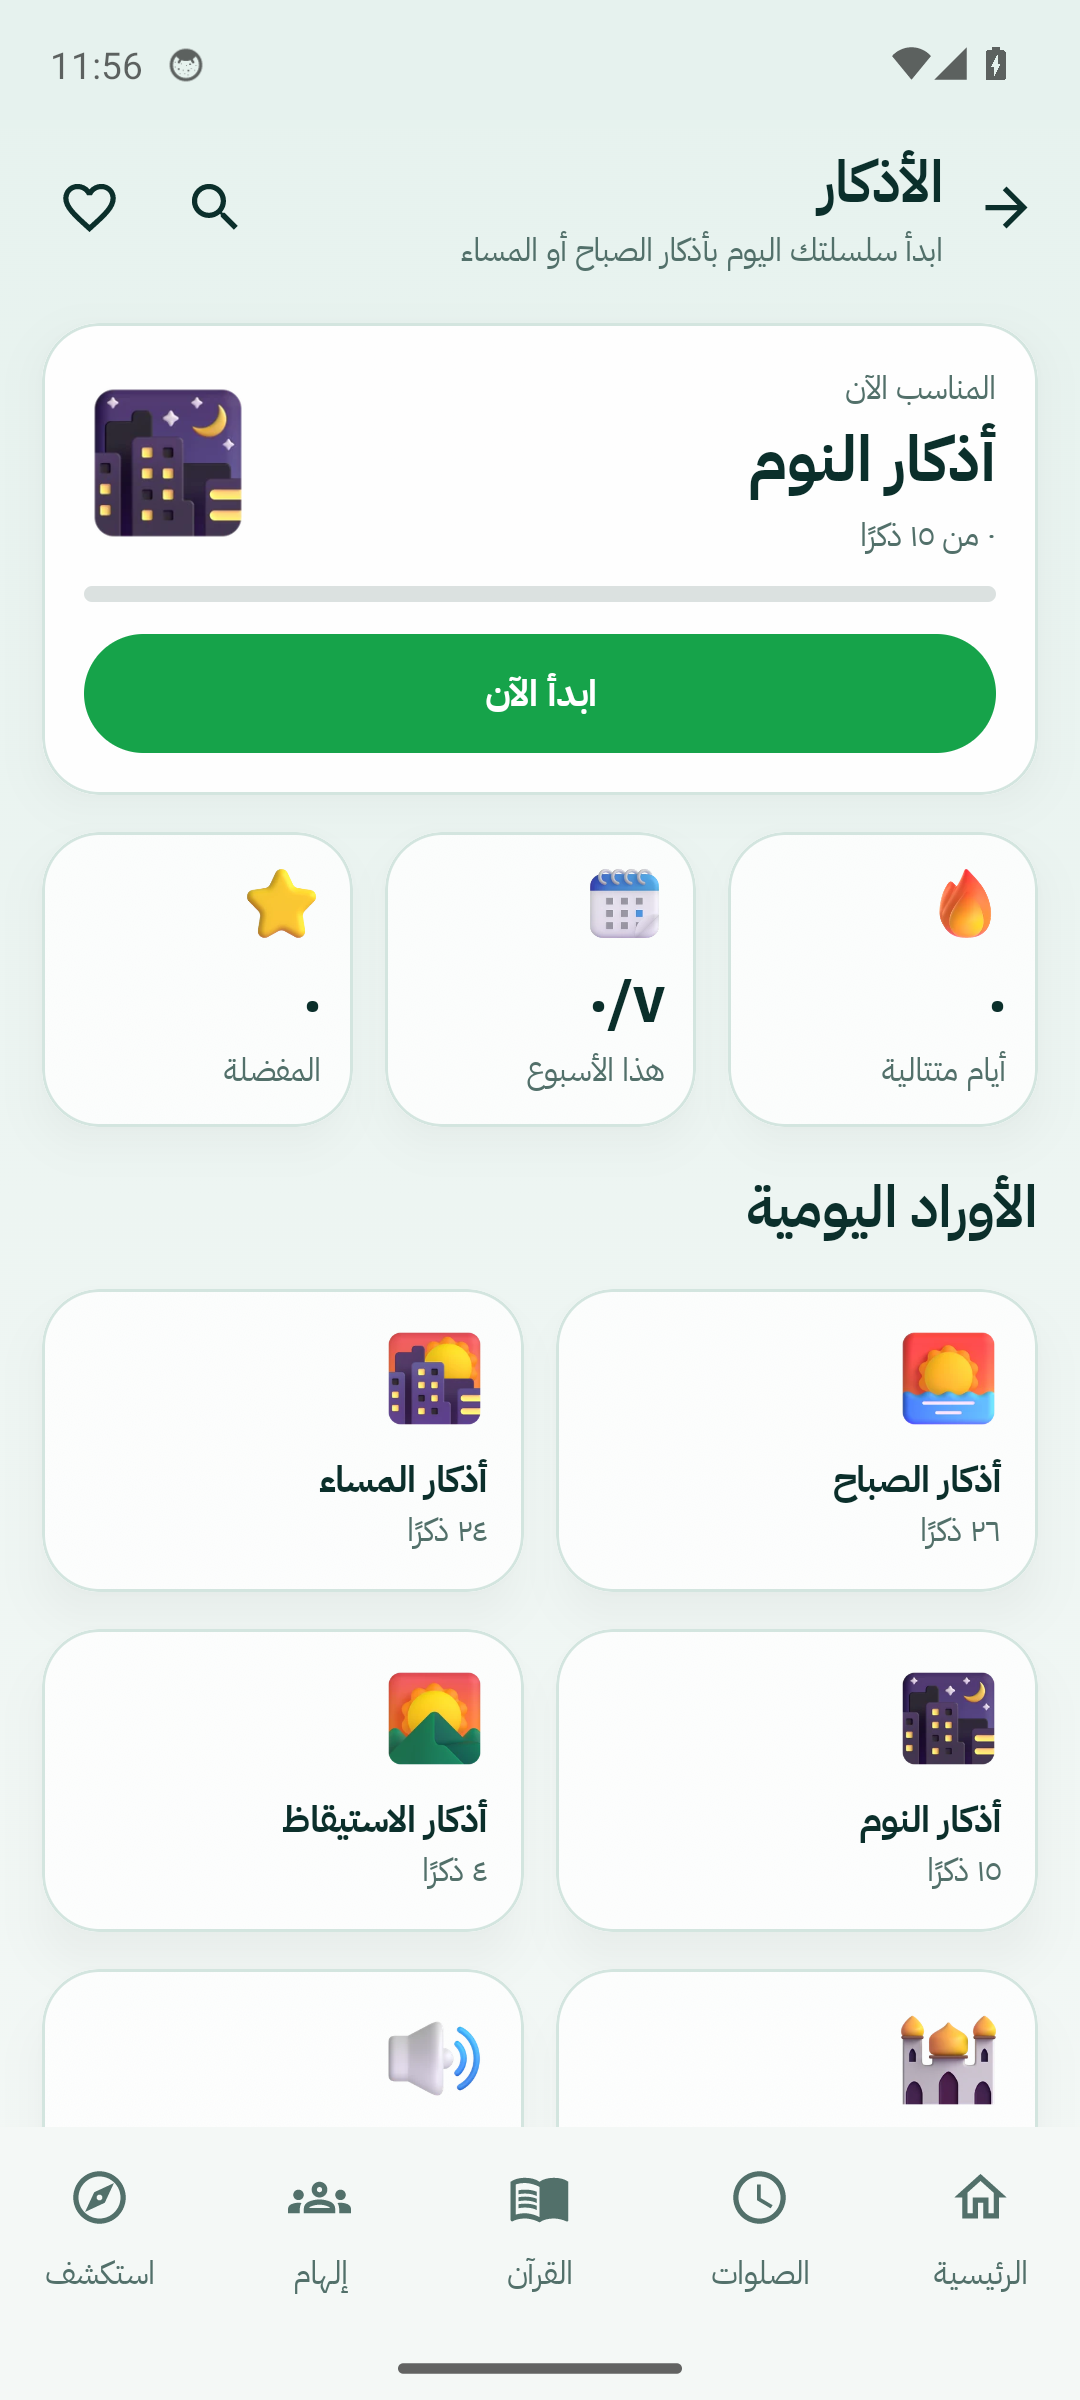 11:56
الأذكار
ابدأ سلسلتك اليوم بأذكار الصباح أو المساء
المناسب الآن
أذكار النوم
٠ من ١٥ ذكرًا
ابدأ الآن
٠
أيام متتالية
٠/٧
هذا الأسبوع
٠
المفضلة
الأوراد اليومية
أذكار الصباح
٢٦ ذكرًا
أذكار المساء
٢٤ ذكرًا
أذكار النوم
١٥ ذكرًا
أذكار الاستيقاظ
٤ ذكرًا
الرئيسية
الصلوات
القرآن
إلهام
استكشف